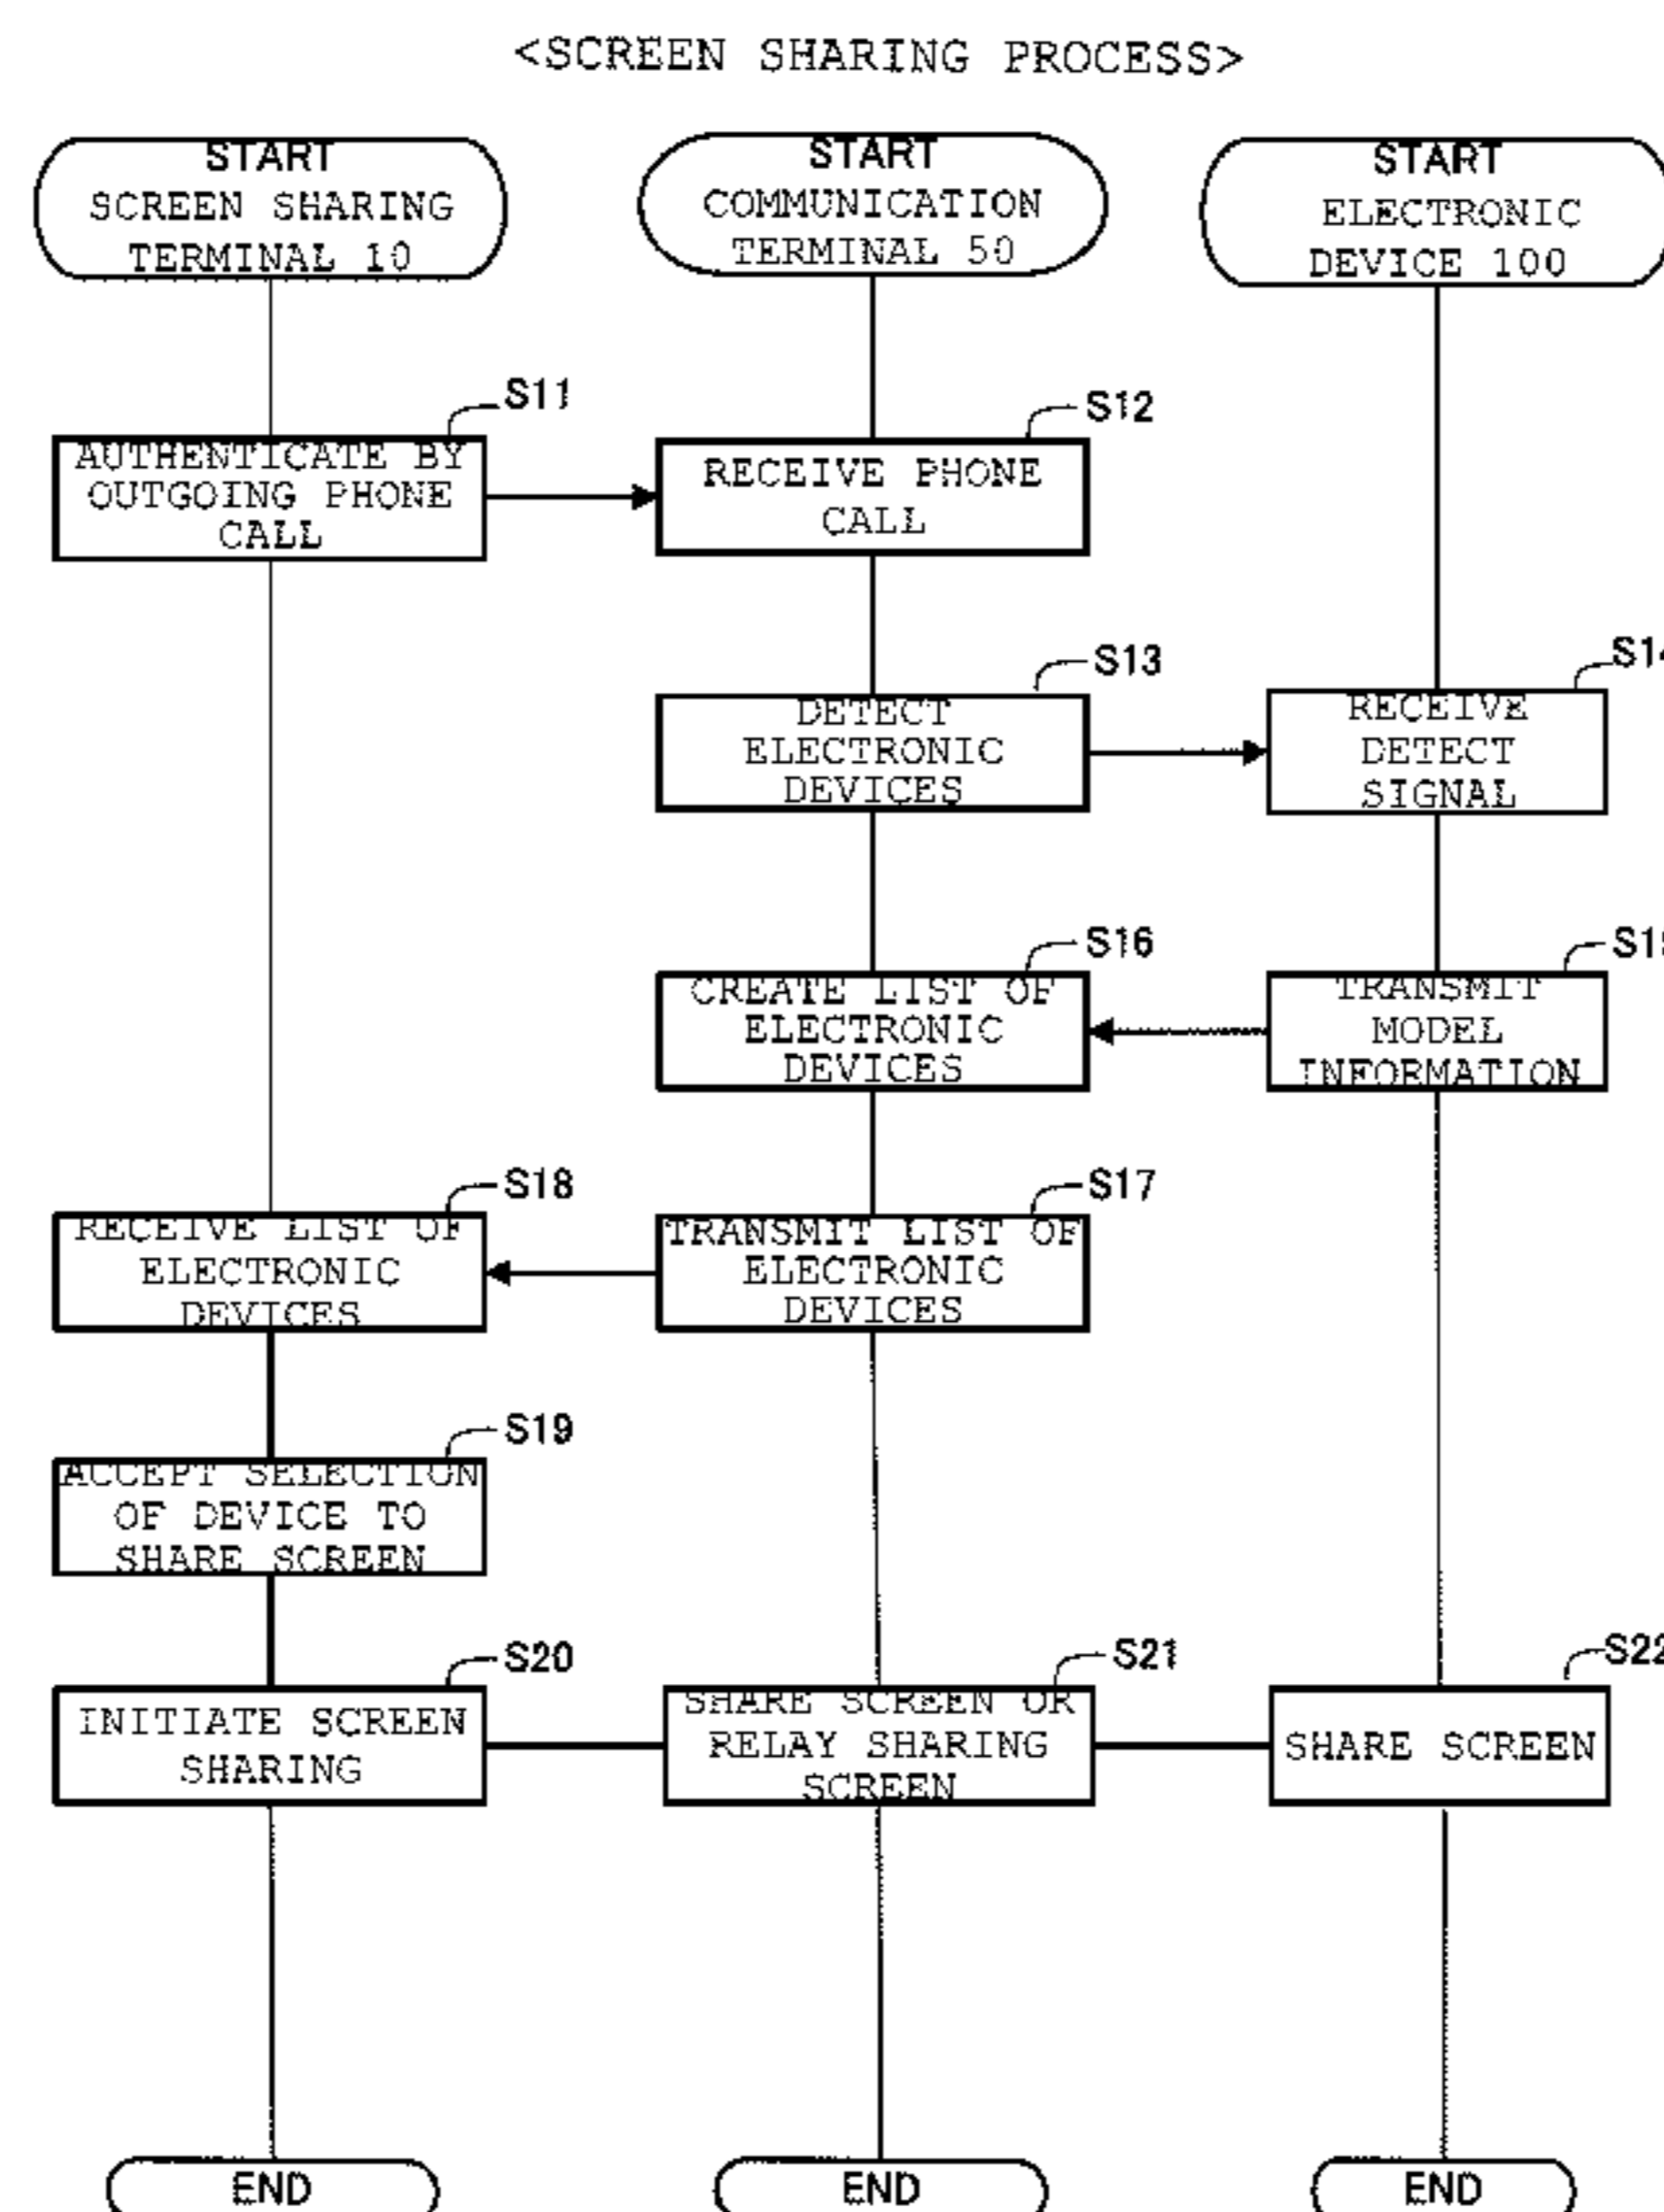 <SCREEN SHARING PROCESS>
START
SCREEN SHARING
TERMINAL 10
START
COMMUNICATION
TERMINAL 50
START
ELECTRONIC
DEVICE 100
S11
AUTHENTICATE BY
OUTGOING PHONE
CALL
S12
RECEIVE PHONE
CALL
S13
DETECT
ELECTRONIC
DEVICES
S14
RECEIVE
DETECT
SIGNAL
S16
CREATE LIST OF
ELECTRONIC
DEVICES
S15
TRANSMIT
MODEL
INFORMATION
S18
RECEIVE LIST OF
ELECTRONIC
DEVICES
S17
TRANSMIT LIST OF
ELECTRONIC
DEVICES
S19
ACCEPT SELECTION
OF DEVICE TO
SHARE SCREEN
S20
INITIATE SCREEN
SHARING
S21
SHARE SCREEN OR
RELAY SHARING
SCREEN
S22
SHARE SCREEN
END
END
END